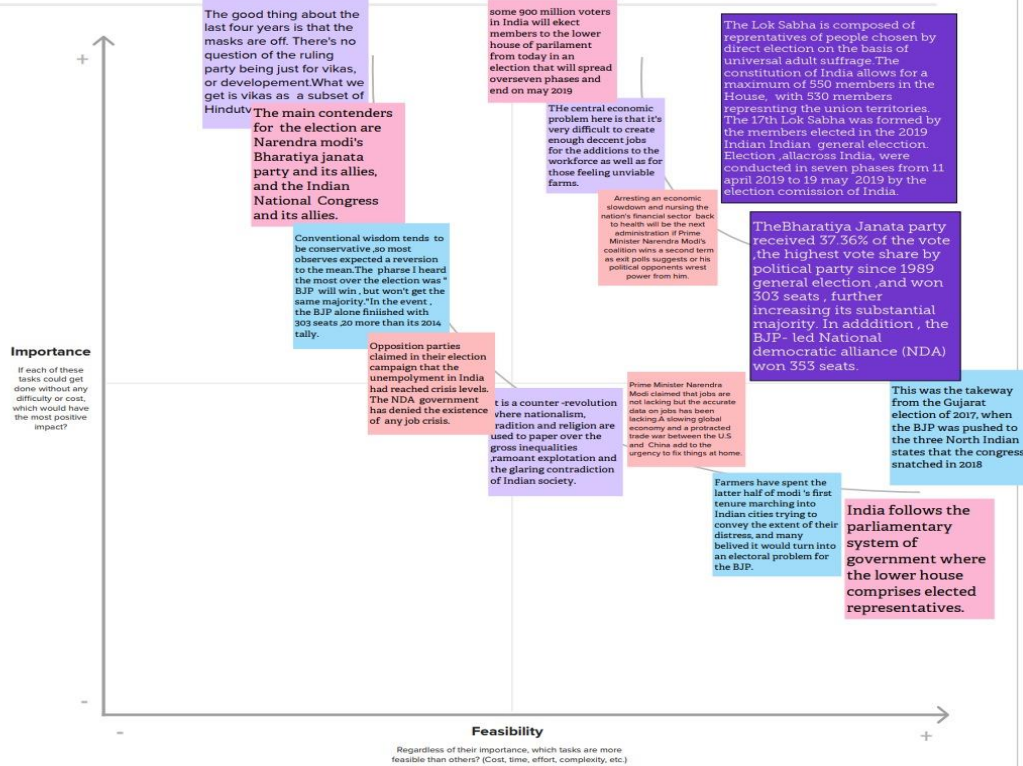 The good thing about the
last four years is that the
masks are off. There's no
question of the ruling
party being just for vikas,
or developement.What we
get is vikas as a subset of
Hindutv
some 900 million voters
in India will ekect
members to the lower
house of pariliament
from today in an
election that will spread
overseven phases and
end on may 2019
The Lok Sabha is composed of
reprentatives of people chosen by
direct election on the basis of
universal adult suffrage.The
constitution of India allows for a
maximum of 550 members in the
House, with 530 members
represnting the union territories.
The 17th Lok Sabha was formed by
the members elected in the 2019
Indian Indian general elecction.
Election ,allacross India, were
conducted in seven phases from 11
april 2019 to 19 may 2019 by the
election comission of India.
The main contenders
for the election are
Narendra modi's
Bharatiya janata
party and its allies,
and the Indian
National Congress
and its allies.
THe central economic
problem here is that it's
very difficult to create
enough deccent jobs
for the additions to the
workforce as well as for
those feeling unviable
farms.
Arresting an economic
slowdown and nursing the
nation's financial sector back
to health will be the next
administration if Prime
Minister Narendra Modi's
coalition wins a second term
as exit polls suggests or his
political opponents wrest
power from him.
TheBharatiya Janata party
received 37.36% of the vote
,the highest vote share by
political party since 1989
general election ,and won
303 seats , further
increasing its substantial
majority. In adddition , the
BJP- led National
democratic alliance (NDA)
won 353 seats.
Conventional wisdom tends to
be conservative ,so most
observes expected a reversion
to the mean.The pharse I heard
the most over the election was "
BJP will win , but won't get the
same majority."In the event ,
the BJP alone finiished with
303 seats ,20 more than its 2014
tally.
Opposition parties
claimed in their election
campaign that the
unempolyment in India
had reached crisis levels.
The NDA government
has denied the existence
of any job crisis.
t is a counter -revolution
where nationalism,
radition and religion are
used to paper over the
gross inequalities
,ramoant explotation and
the glaring contradiction
of Indian society.
Prime Minister Narendra
Modi claimed that jobs are
not lacking but the accurate
data on jobs has been
lacking.A slowing global
economy and a protracted
trade war between the U.S
and China add to the
urgency to fix things at home.
This was the takeway
from the Gujarat
election of 2017, when
the BJP was pushed to
the three North Indian
states that the congress
snatched in 2018
Farmers have spent the
latter half of modi 's first
tenure marching into
Indian cities trying to
convey the extent of their
distress, and many
belived it would turn into
an electoral problem for
the BJP.
India follows the
parliamentary
system of
government where
the lower house
comprises elected
representatives.
+
Importance
If each of these
tasks could get
done without any
difficulty or cost,
which would have
the most positive
impact?
-
-
Feasibility
+
Regardless of their importance, which tasks are more
feasible than others? (Cost, time, effort, complexity, etc.)